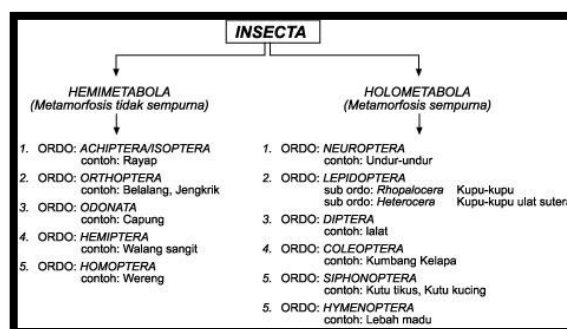 INSECTA
HEMIMETABOLA
(Metamorfosis tidak sempurna)
1. ORDO: ACHIPTERA/ISOPTERA
contoh: Rayap
2. ORDO: ORTHOPTERA
contoh: Belalang, Jengkrik
3. ORDO: ODONATA
contoh: Capung
4. ORDO: HEMIPTERA
contoh: Walang sangit
5. ORDO: HOMOPTERA
contoh: Wereng
HOLOMETABOLA
(Metamorfosis sempurna)
1. ORDO: NEUROPTERA
contoh: Undur-undur
2. ORDO: LEPIDOPTERA
sub ordo: Rhopalocera Kupu-kupu
sub ordo: Heterocera Kupu-kupu ulat sutera
3. ORDO: DIPTERA
contoh: lalat
4. ORDO: COLEOPTERA
contoh: Kumbang Kelapa
5. ORDO: SIPHONOPTERA
contoh: Kutu tikus, Kutu kucing
5. ORDO: HYMENOPTERA
contoh: Lebah madu